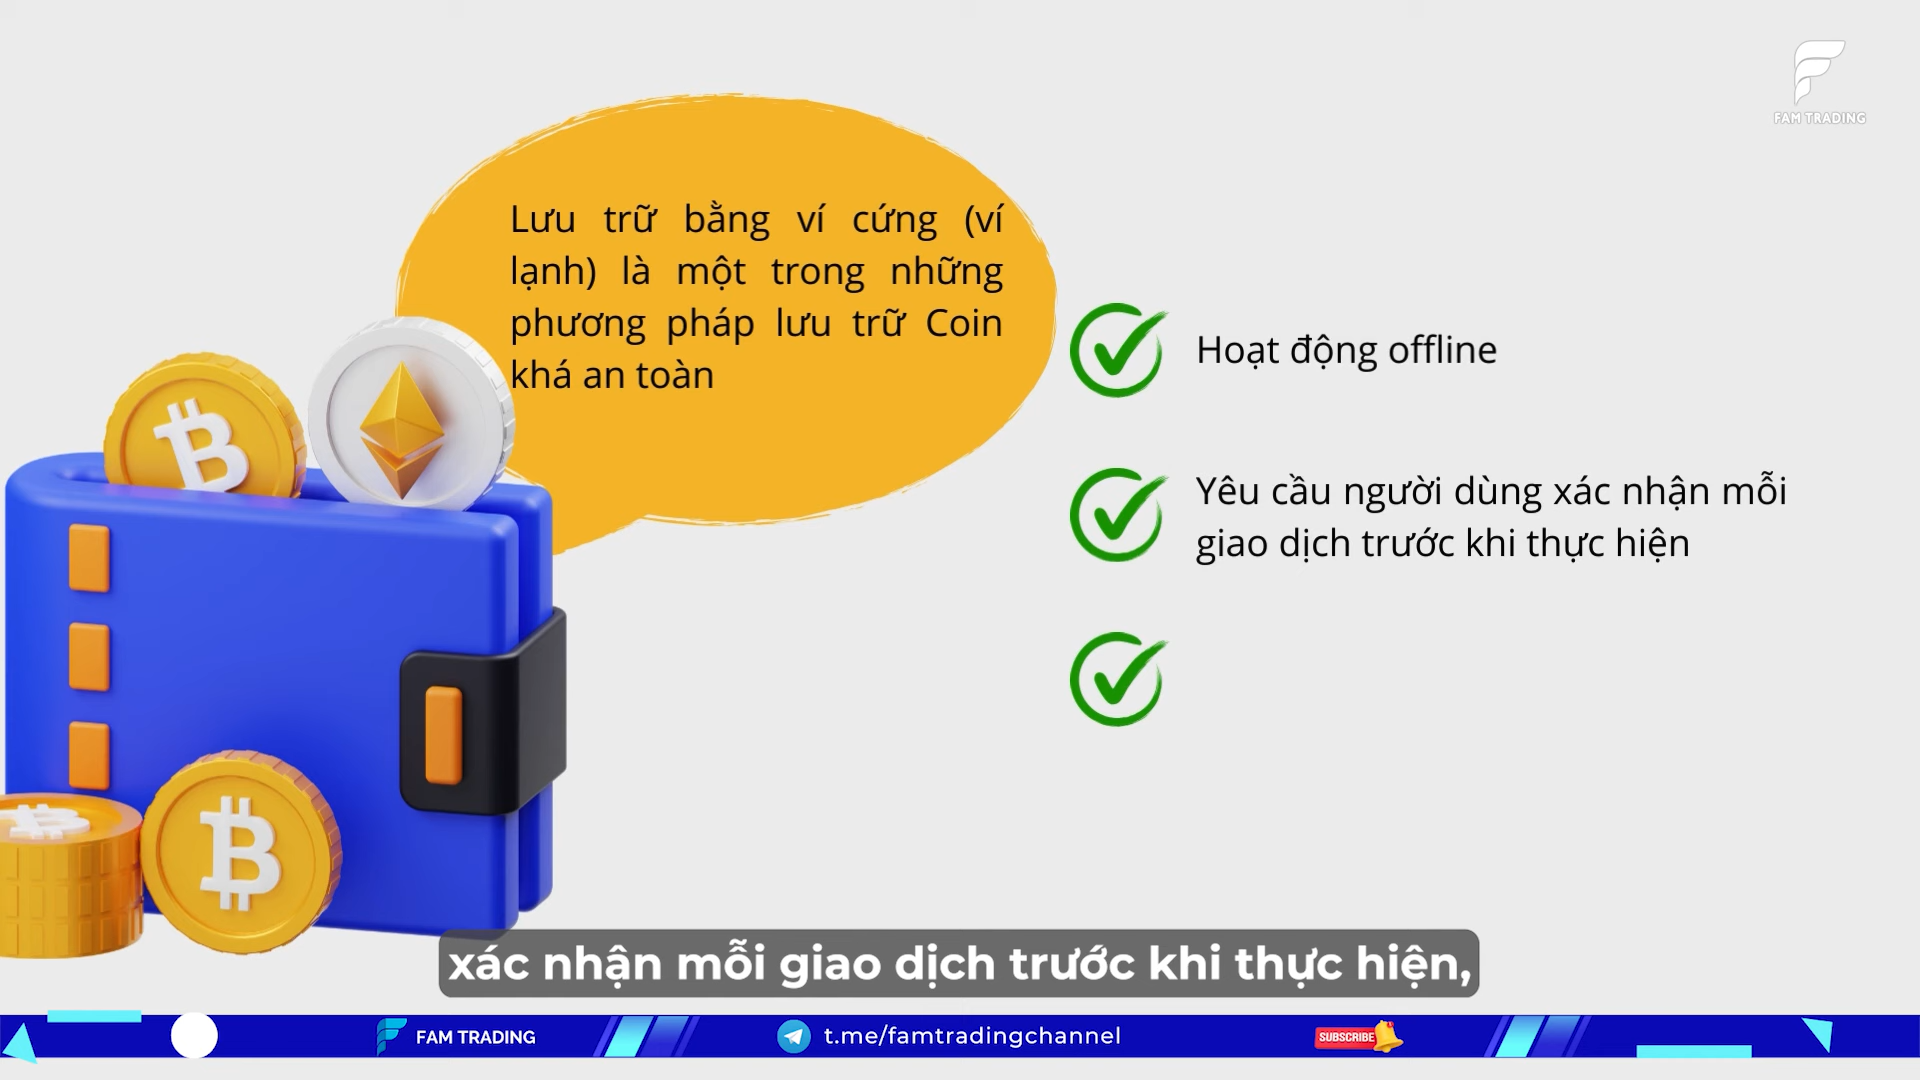 FAM TRADING
Lưu trữ bằng ví cứng (ví
lạnh) là một trong những
phương pháp lưu trữ Coin
khá an toàn
Hoạt động offline
Yêu cầu người dùng xác nhận mỗi
giao dịch trước khi thực hiện
xác nhận mỗi giao dịch trước khi thực hiện,
FAM TRADING
t.me/famtradingchannel
SUBSCRIBE